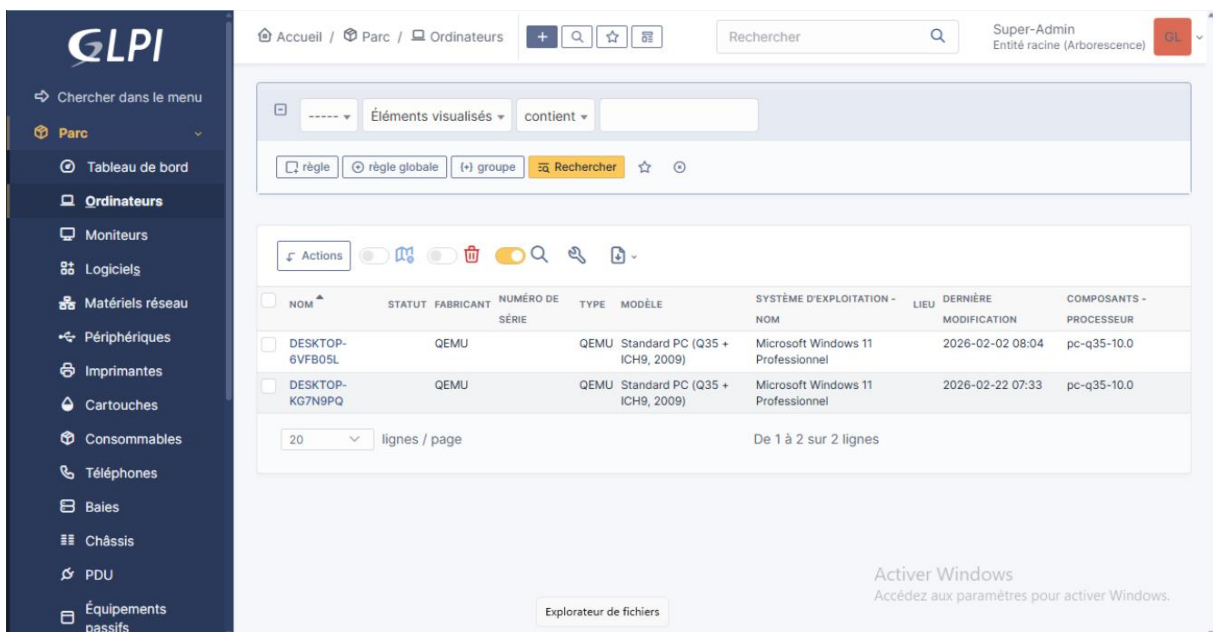 GLPI
Chercher dans le menu
Parc
Tableau de bord
Ordinateurs
Moniteurs
Logiciels
Matériels réseau
Périphériques
Imprimantes
Cartouches
Consommables
Téléphones
Baies
Châssis
PDU
Équipements
passifs
Accueil / Parc / Ordinateurs
Rechercher
Super-Admin
Entité racine (Arborescence)
GL
----- Éléments visualisés contient
règle règle globale (+) groupe Rechercher
Actions
NOM STATUT FABRICANT NUMÉRO DE SÉRIE TYPE MODÈLE SYSTÈME D'EXPLOITATION - NOM LIEU DERNIÈRE MODIFICATION COMPOSANTS - PROCESSEUR
DESKTOP-6VFB05L QEMU QEMU Standard PC (Q35 + ICH9, 2009) Microsoft Windows 11 Professionnel 2026-02-02 08:04 pc-q35-10.0
DESKTOP-KG7N9PQ QEMU QEMU Standard PC (Q35 + ICH9, 2009) Microsoft Windows 11 Professionnel 2026-02-22 07:33 pc-q35-10.0
20 lignes / page De 1 à 2 sur 2 lignes
Activer Windows
Accédez aux paramètres pour activer Windows.
Explorateur de fichiers